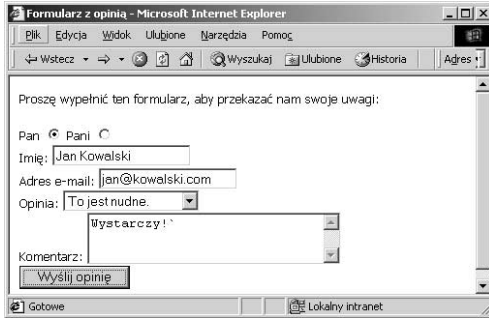 Formularz z opinią - Microsoft Internet Explorer
Plik Edycja Widok Ulubione Narzędzia Pomoc
Wstecz Wyszukaj Ulubione Historia Adres
Proszę wypełnić ten formularz, aby przekazać nam swoje uwagi:
Pan Pani
Imię: Jan Kowalski
Adres e-mail: jan@kowalski.com
Opinia: To jest nudne.
Wystarczy!`
Komentarz:
Wyślij opinię
Gotowe Lokalny intranet